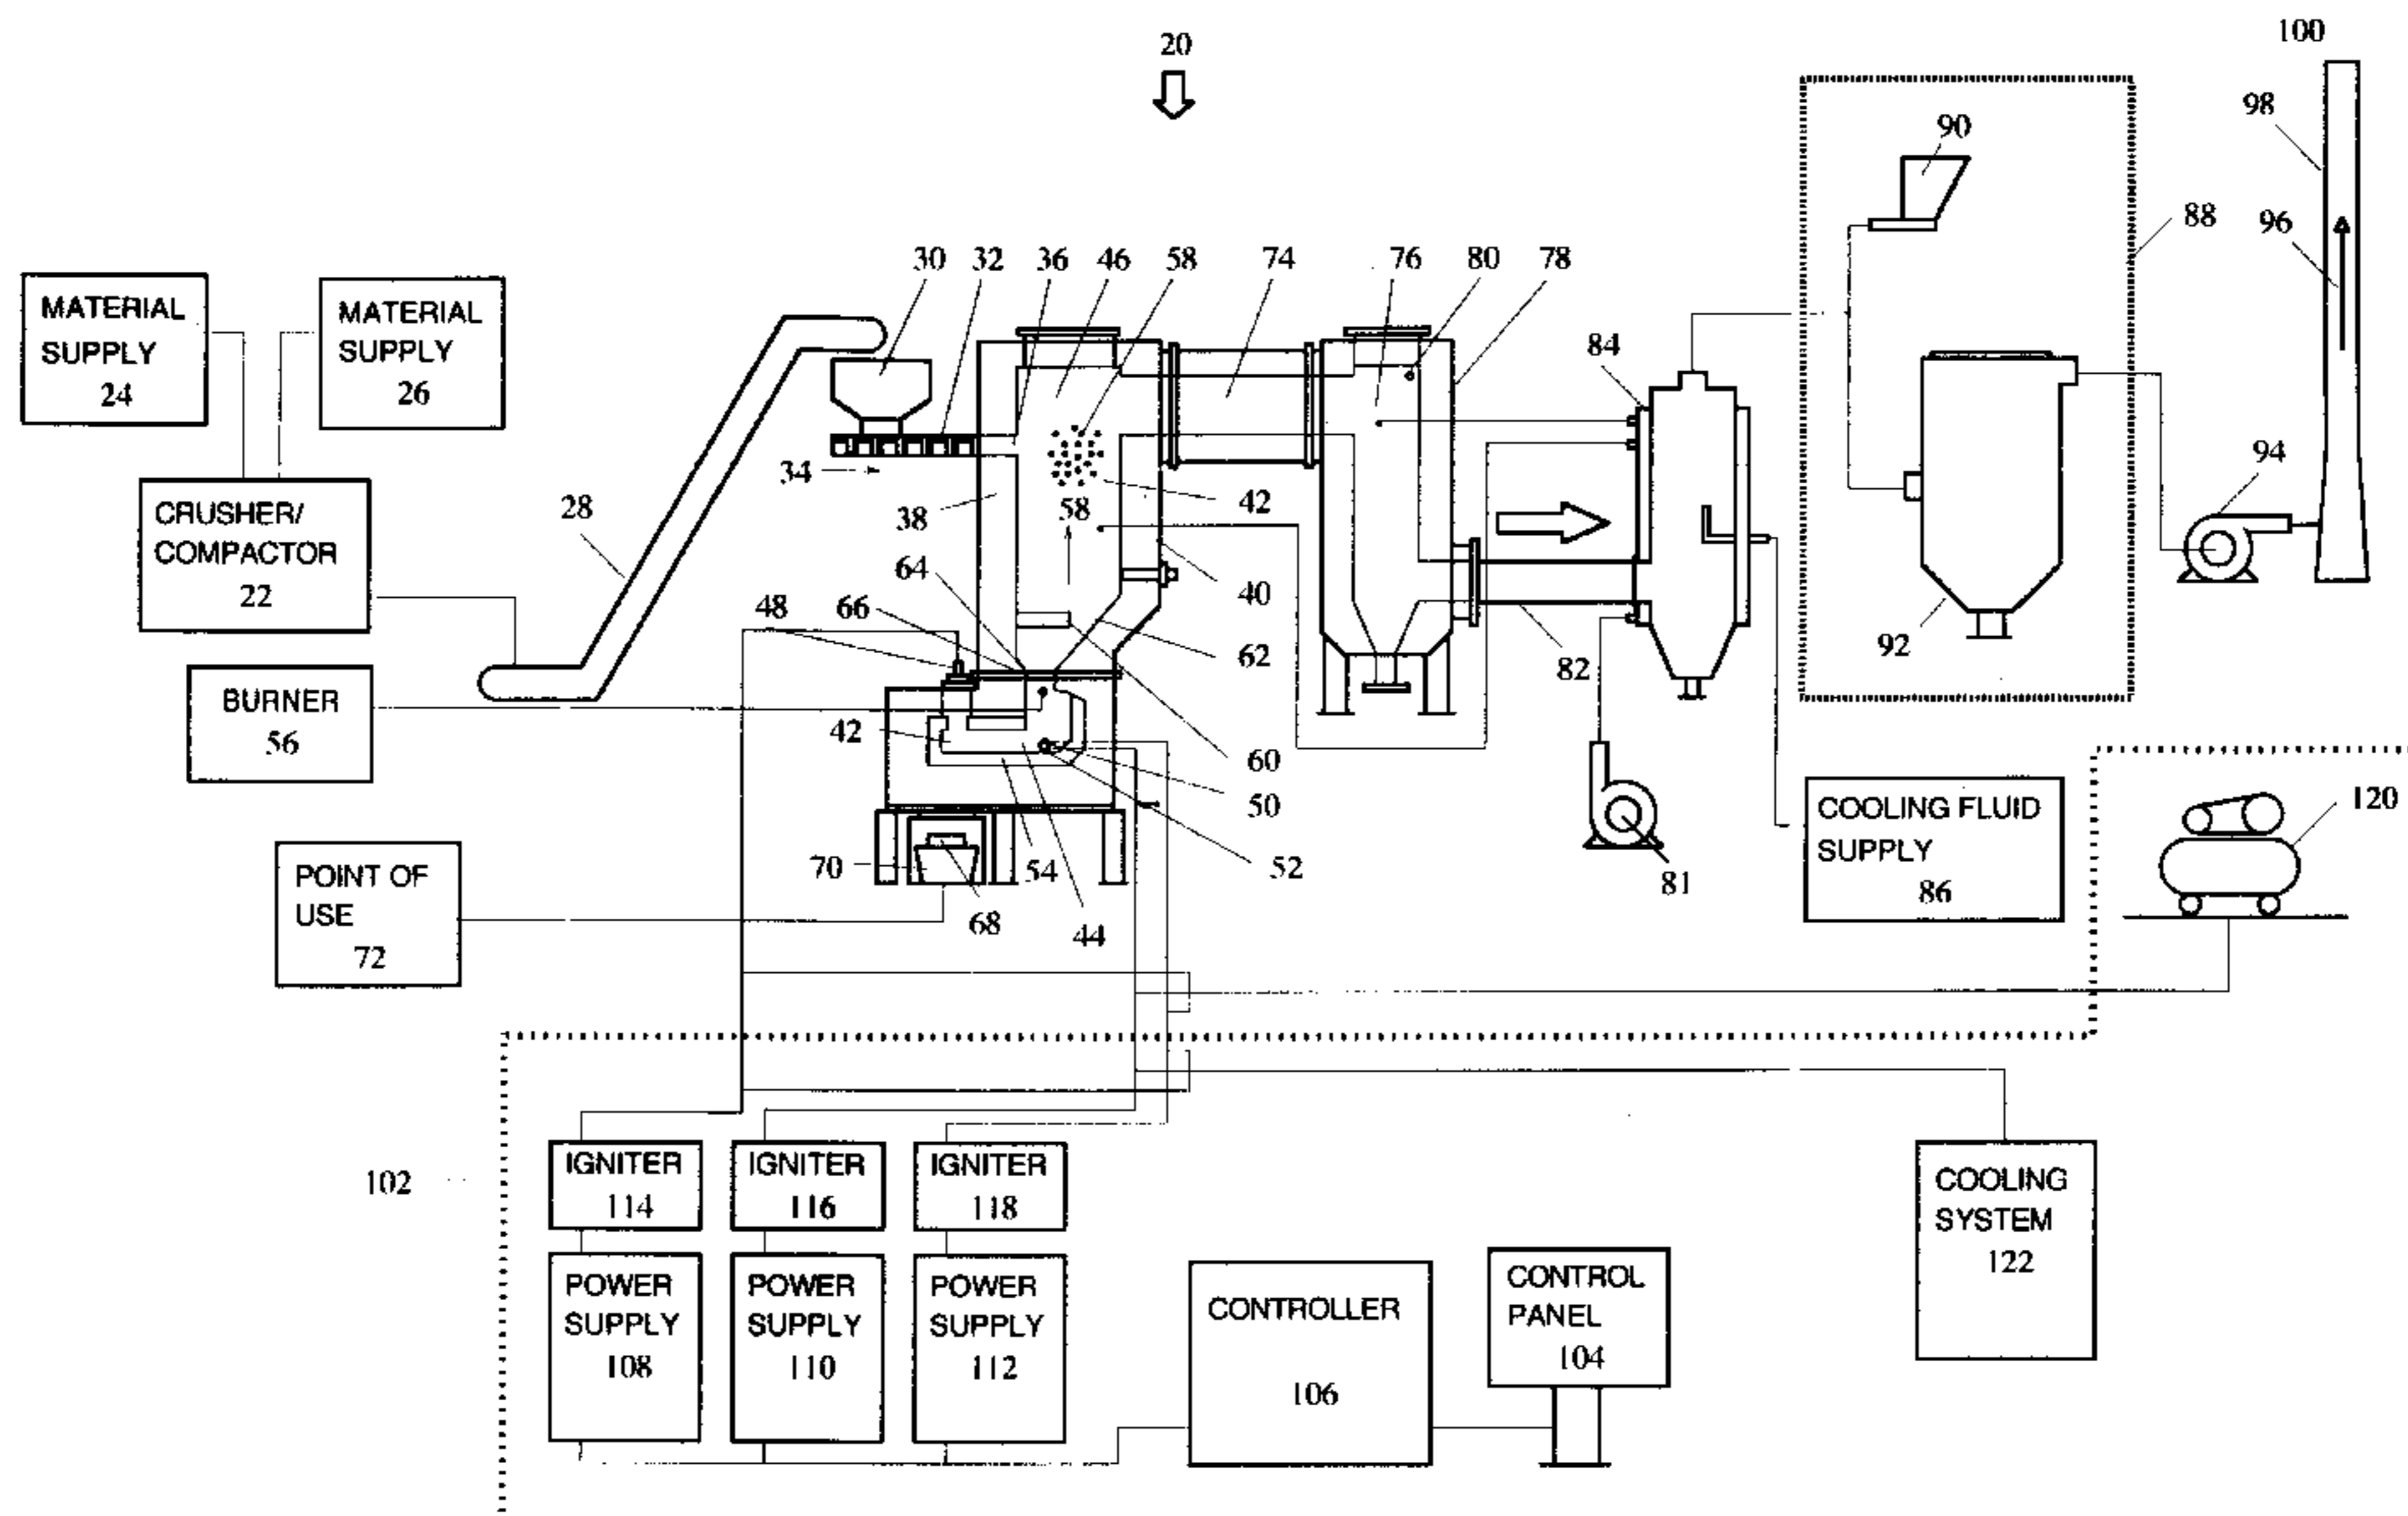 20
100
98
90
96
88
30 32 36 46 58 74 76 80 78
84
MATERIAL
SUPPLY
24
MATERIAL
SUPPLY
26
34
42
58
38
28
94
CRUSHER/
COMPACTOR
22
64
40
48
66
62
82
92
BURNER
56
42
60
50
52
54
70
68
44
81
COOLING FLUID
SUPPLY
86
120
POINT OF
USE
72
102
IGNITER
114
IGNITER
116
IGNITER
118
POWER
SUPPLY
108
POWER
SUPPLY
110
POWER
SUPPLY
112
CONTROLLER
106
CONTROL
PANEL
104
COOLING
SYSTEM
122